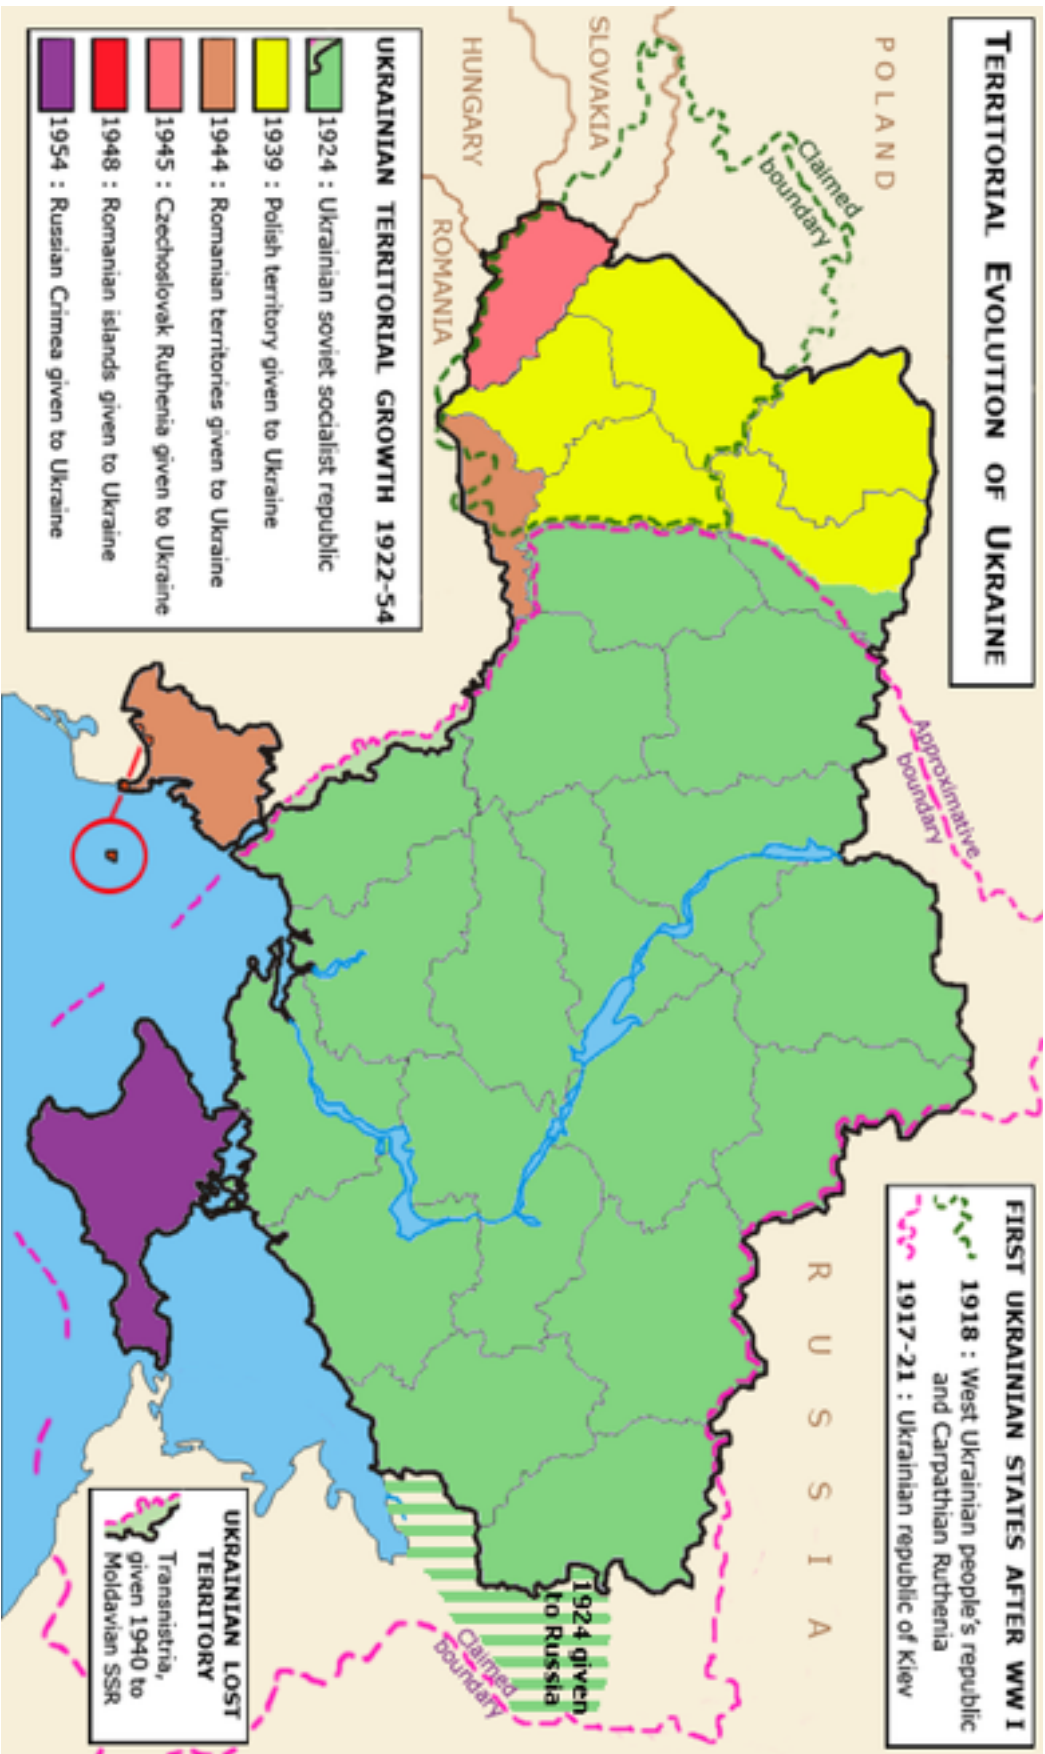 TERRITORIAL EVOLUTION OF UKRAINE
POLAND
Claimed
boundary
SLOVAKIA
HUNGARY
ROMANIA
Approximative
boundary
RUSSIA
FIRST UKRAINIAN STATES AFTER WW I
1918 : West Ukrainian people's republic
and Carpathian Ruthenia
1917-21 : Ukrainian republic of Kiev
UKRAINIAN TERRITORIAL GROWTH 1922-54
1924 : Ukrainian soviet socialist republic
1939 : Polish territory given to Ukraine
1944 : Romanian territories given to Ukraine
1945 : Czechoslovak Ruthenia given to Ukraine
1948 : Romanian islands given to Ukraine
1954 : Russian Crimea given to Ukraine
1924 given
to Russia
Claimed
boundary
UKRAINIAN LOST
TERRITORY
Transnistria,
given 1940 to
Moldavian SSR